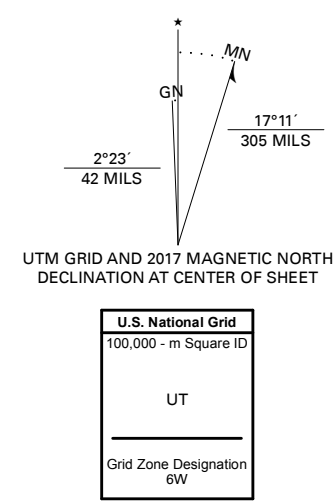 ★
MN
GN
17°11´
305 MILS
2°23´
42 MILS
UTM GRID AND 2017 MAGNETIC NORTH
DECLINATION AT CENTER OF SHEET
U.S. National Grid
100,000 - m Square ID
UT
Grid Zone Designation
6W